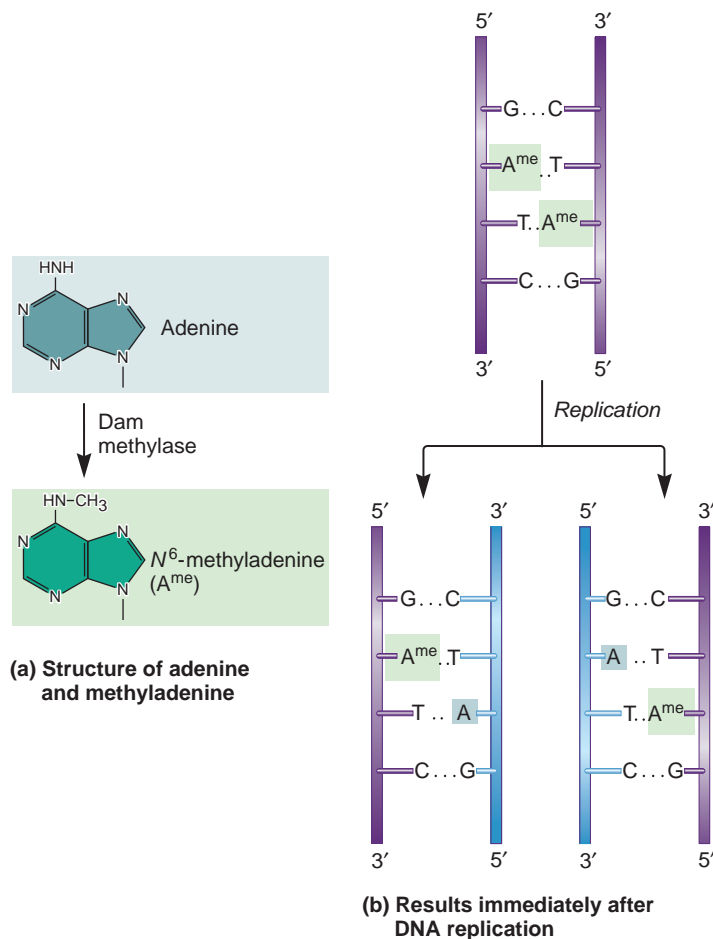 HNH
N
N
N
N
Adenine
Dam
methylase
HN–CH3
N
N
N
N
N6-methyladenine
(Ame)
(a) Structure of adenine
and methyladenine
5′ 3′
G...C
Ame..T
T..Ame
C...G
3′ 5′
Replication
5′ 3′ 5′ 3′
G...C G...C
Ame..T A..T
T..A T..Ame
C...G C...G
3′ 5′ 3′ 5′
(b) Results immediately after
DNA replication